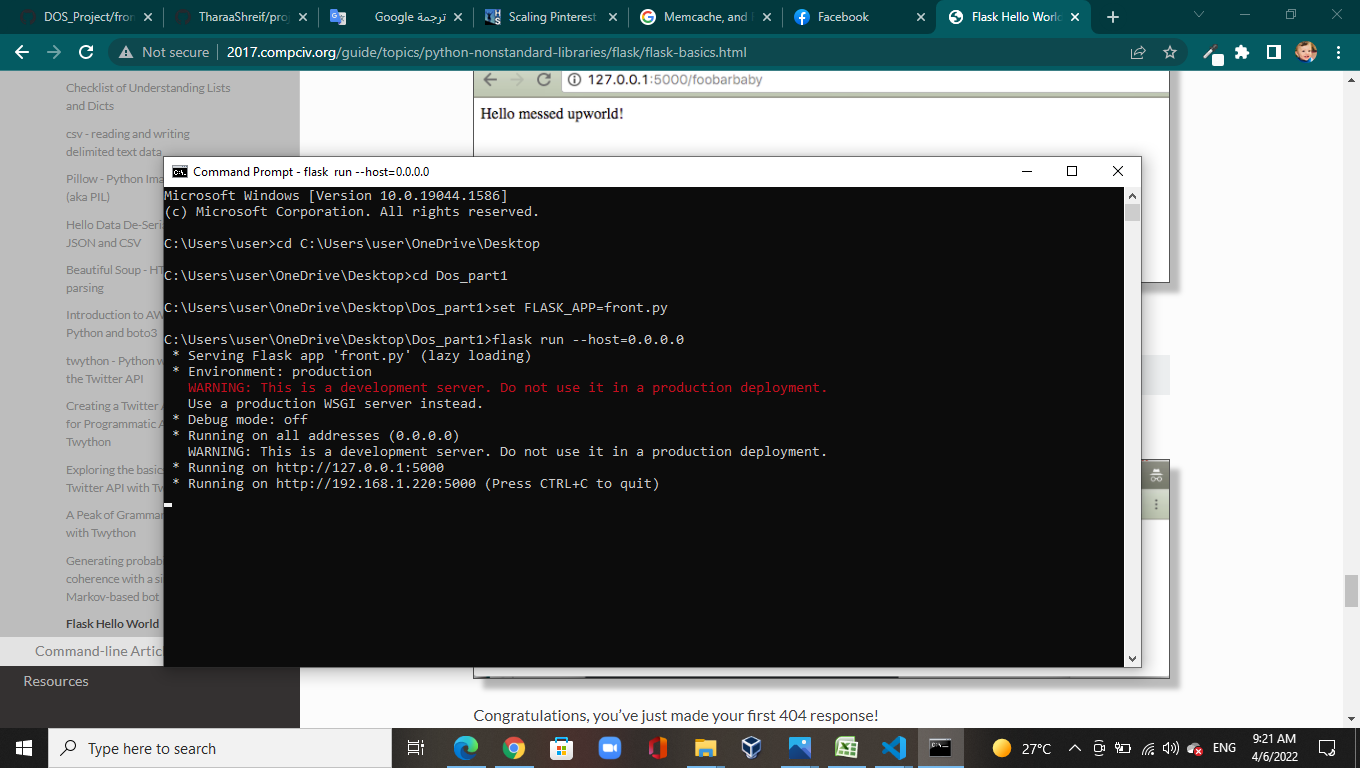 DOS_Project/fron
TharaaShreif/proj
ترجمة Google
Scaling Pinterest
Memcache, and
Facebook
Flask Hello World
Not secure
2017.compciv.org/guide/topics/python-nonstandard-libraries/flask/flask-basics.html
Checklist of Understanding Lists
and Dicts
csv - reading and writing
delimited text data
Pillow - Python Ima
(aka PIL)
Hello Data De-Seri
JSON and CSV
Beautiful Soup - HT
parsing
Introduction to AW
Python and boto3
twython - Python w
the Twitter API
Creating a Twitter A
for Programmatic A
Twython
Exploring the basic
Twitter API with Tw
A Peak of Grammar
with Twython
Generating probab
coherence with a si
Markov-based bot
Flask Hello World
Command-line Artic
Resources
127.0.0.1:5000/foobarbaby
Hello messed upworld!
Command Prompt - flask run --host=0.0.0.0
Microsoft Windows [Version 10.0.19044.1586]
(c) Microsoft Corporation. All rights reserved.
C:\Users\user>cd C:\Users\user\OneDrive\Desktop
C:\Users\user\OneDrive\Desktop>cd Dos_part1
C:\Users\user\OneDrive\Desktop\Dos_part1>set FLASK_APP=front.py
C:\Users\user\OneDrive\Desktop\Dos_part1>flask run --host=0.0.0.0
* Serving Flask app 'front.py' (lazy loading)
* Environment: production
WARNING: This is a development server. Do not use it in a production deployment.
Use a production WSGI server instead.
* Debug mode: off
* Running on all addresses (0.0.0.0)
WARNING: This is a development server. Do not use it in a production deployment.
* Running on http://127.0.0.1:5000
* Running on http://192.168.1.220:5000 (Press CTRL+C to quit)
Congratulations, you've just made your first 404 response!
Type here to search
27°C
ENG
9:21 AM
4/6/2022